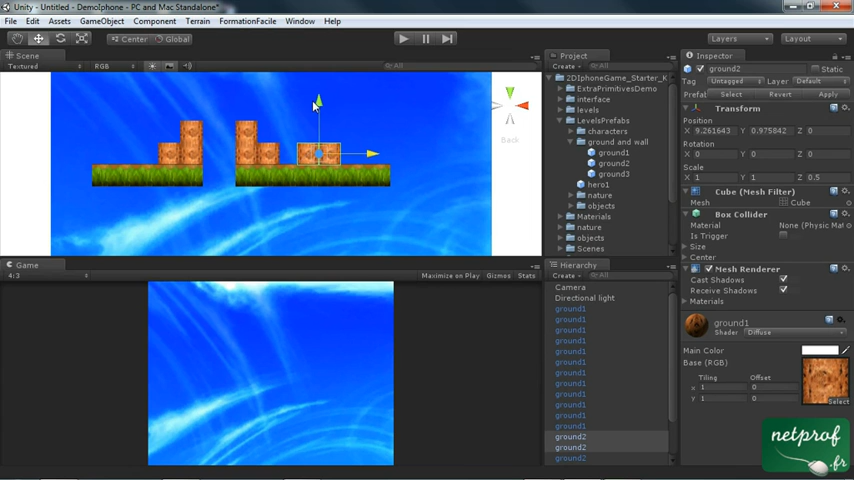 Unity - Untitled - DemoIphone - PC and Mac Standalone*
File Edit Assets GameObject Component Terrain FormationFacile Window Help
Center Global Layers Layout
Scene
Textured RGB All
Game
4:3 Maximize on Play Gizmos Stats
Back
Project
Create All
2DIphoneGame_Starter_K
ExtraPrimitivesDemo
interface
levels
LevelsPrefabs
characters
ground and wall
ground1
ground2
ground3
hero1
nature
objects
Materials
nature
objects
Scenes
Hierarchy
Create All
Camera
Directional light
ground1
ground1
ground1
ground1
ground1
ground1
ground1
ground1
ground1
ground1
ground1
ground1
ground2
ground2
ground2
Inspector
ground2 Static
Tag Untagged Layer Default
Prefab Select Revert Apply
Transform
Position
X 9.261643 Y 0.975842 Z 0
Rotation
X 0 Y 0 Z 0
Scale
X 1 Y 1 Z 0.5
Cube (Mesh Filter)
Mesh Cube
Box Collider
Material None (Physic Mat
Is Trigger
Size
Center
Mesh Renderer
Cast Shadows
Receive Shadows
Materials
ground1
Shader Diffuse
Main Color
Base (RGB)
Tiling Offset
x 1 0
y 1 0
Select
netprof
.fr